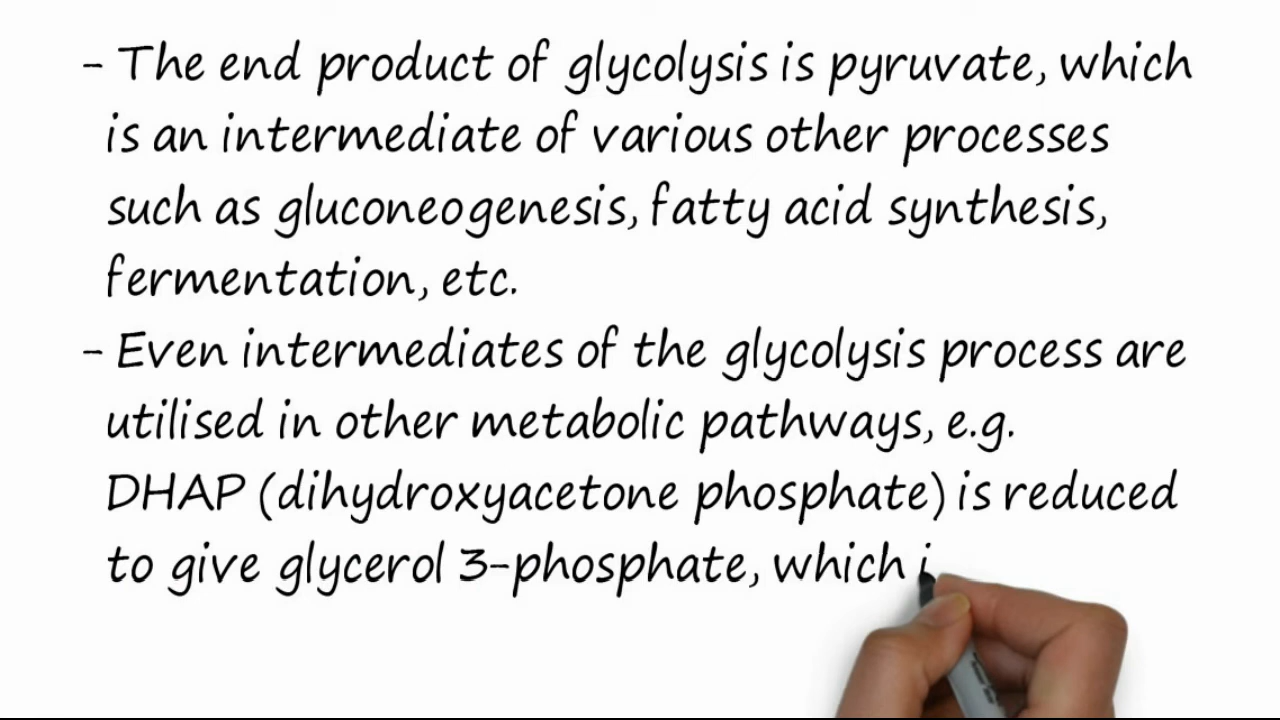 - The end product of glycolysis is pyruvate, which
is an intermediate of various other processes
such as gluconeogenesis, fatty acid synthesis,
fermentation, etc.
- Even intermediates of the glycolysis process are
utilised in other metabolic pathways, e.g.
DHAP (dihydroxyacetone phosphate) is reduced
to give glycerol 3-phosphate, which i